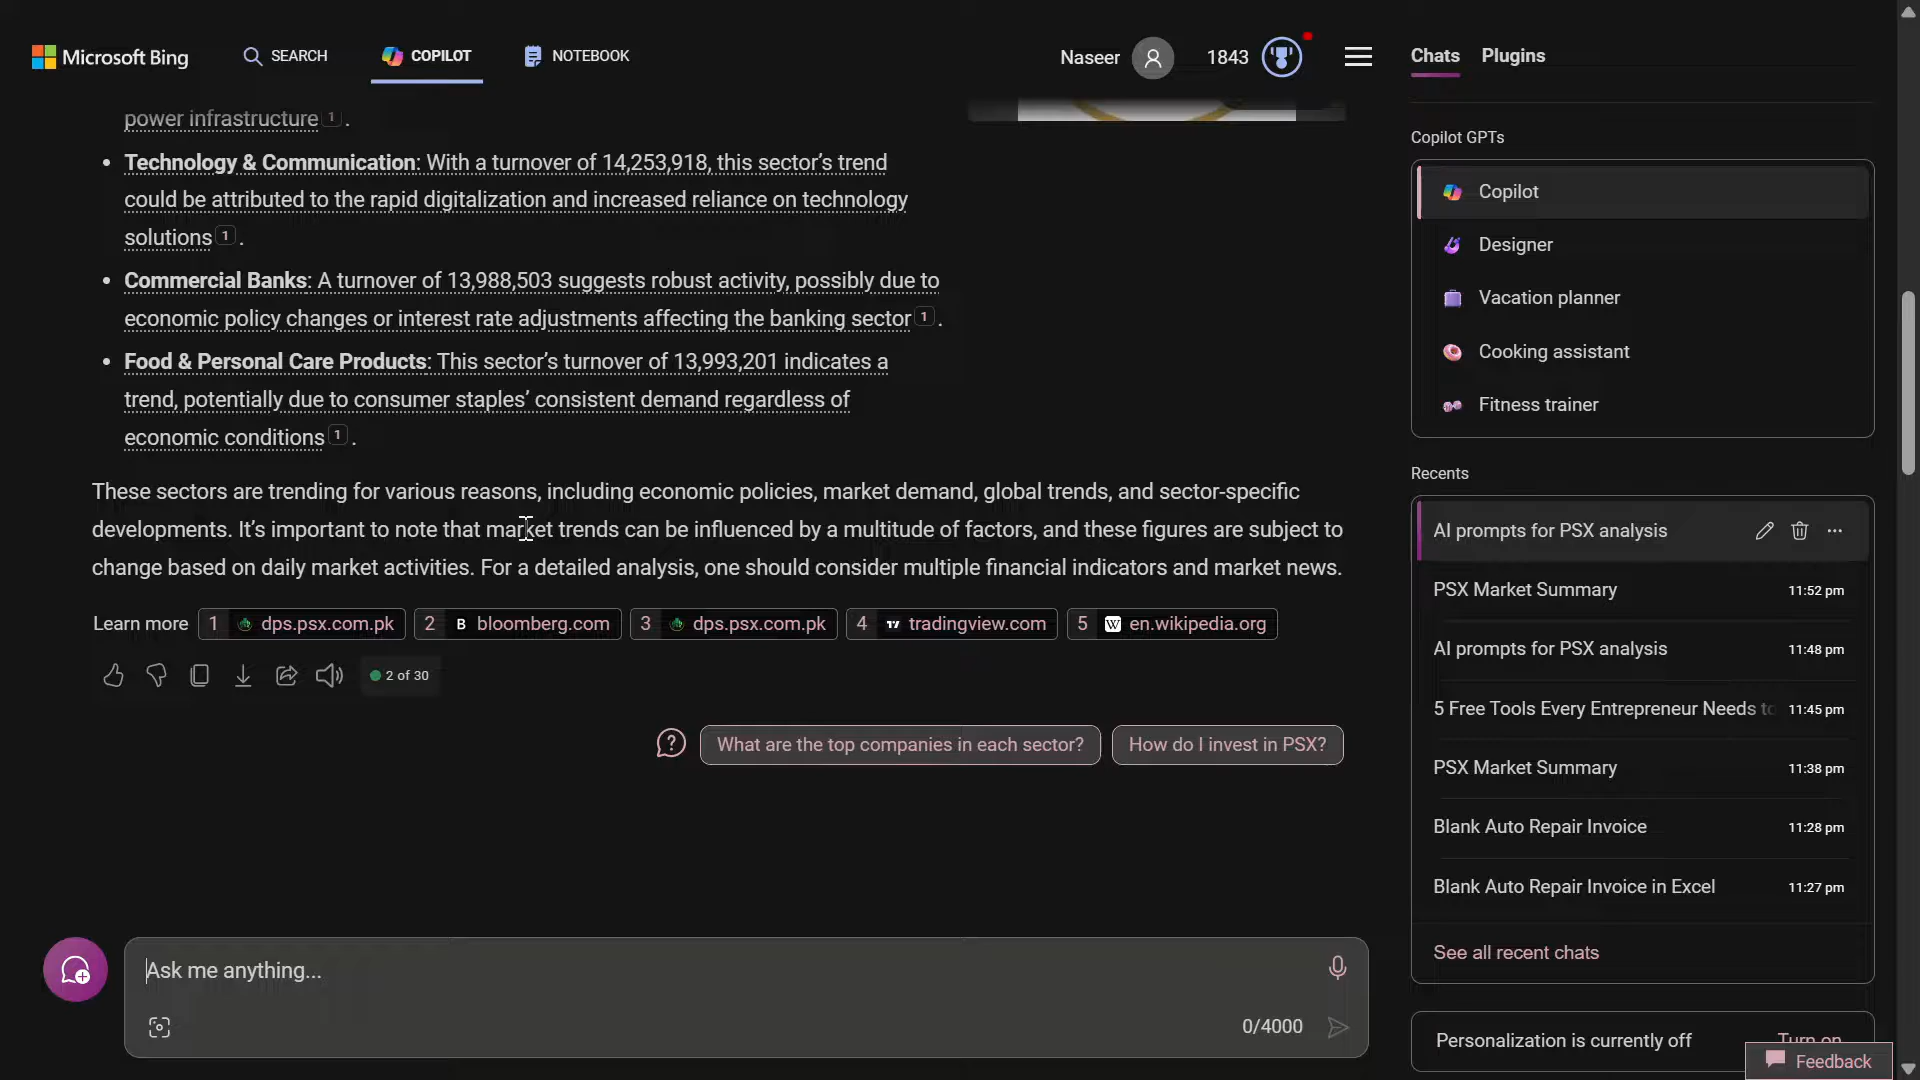 Microsoft Bing
SEARCH
COPILOT
NOTEBOOK
Naseer
1843
power infrastructure 1 .
• Technology & Communication: With a turnover of 14,253,918, this sector’s trend
could be attributed to the rapid digitalization and increased reliance on technology
solutions 1 .
• Commercial Banks: A turnover of 13,988,503 suggests robust activity, possibly due to
economic policy changes or interest rate adjustments affecting the banking sector 1 .
• Food & Personal Care Products: This sector’s turnover of 13,993,201 indicates a
trend, potentially due to consumer staples’ consistent demand regardless of
economic conditions 1 .
These sectors are trending for various reasons, including economic policies, market demand, global trends, and sector-specific
developments. It’s important to note that market trends can be influenced by a multitude of factors, and these figures are subject to
change based on daily market activities. For a detailed analysis, one should consider multiple financial indicators and market news.
Learn more 1 dps.psx.com.pk 2 B bloomberg.com 3 dps.psx.com.pk 4 tradingview.com 5 W en.wikipedia.org
2 of 30
What are the top companies in each sector?
How do I invest in PSX?
Ask me anything...
0/4000
Chats Plugins
Copilot GPTs
Copilot
Designer
Vacation planner
Cooking assistant
Fitness trainer
Recents
AI prompts for PSX analysis
PSX Market Summary 11:52 pm
AI prompts for PSX analysis 11:48 pm
5 Free Tools Every Entrepreneur Needs to 11:45 pm
PSX Market Summary 11:38 pm
Blank Auto Repair Invoice 11:28 pm
Blank Auto Repair Invoice in Excel 11:27 pm
See all recent chats
Personalization is currently off Turn on
Feedback